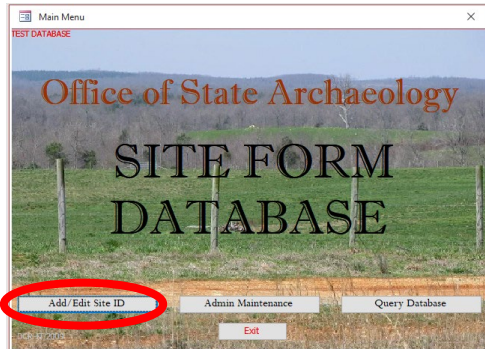 Main Menu
TEST DATABASE
Office of State Archaeology
SITE FORM
DATABASE
Add/Edit Site ID
Admin Maintenance
Query Database
Exit